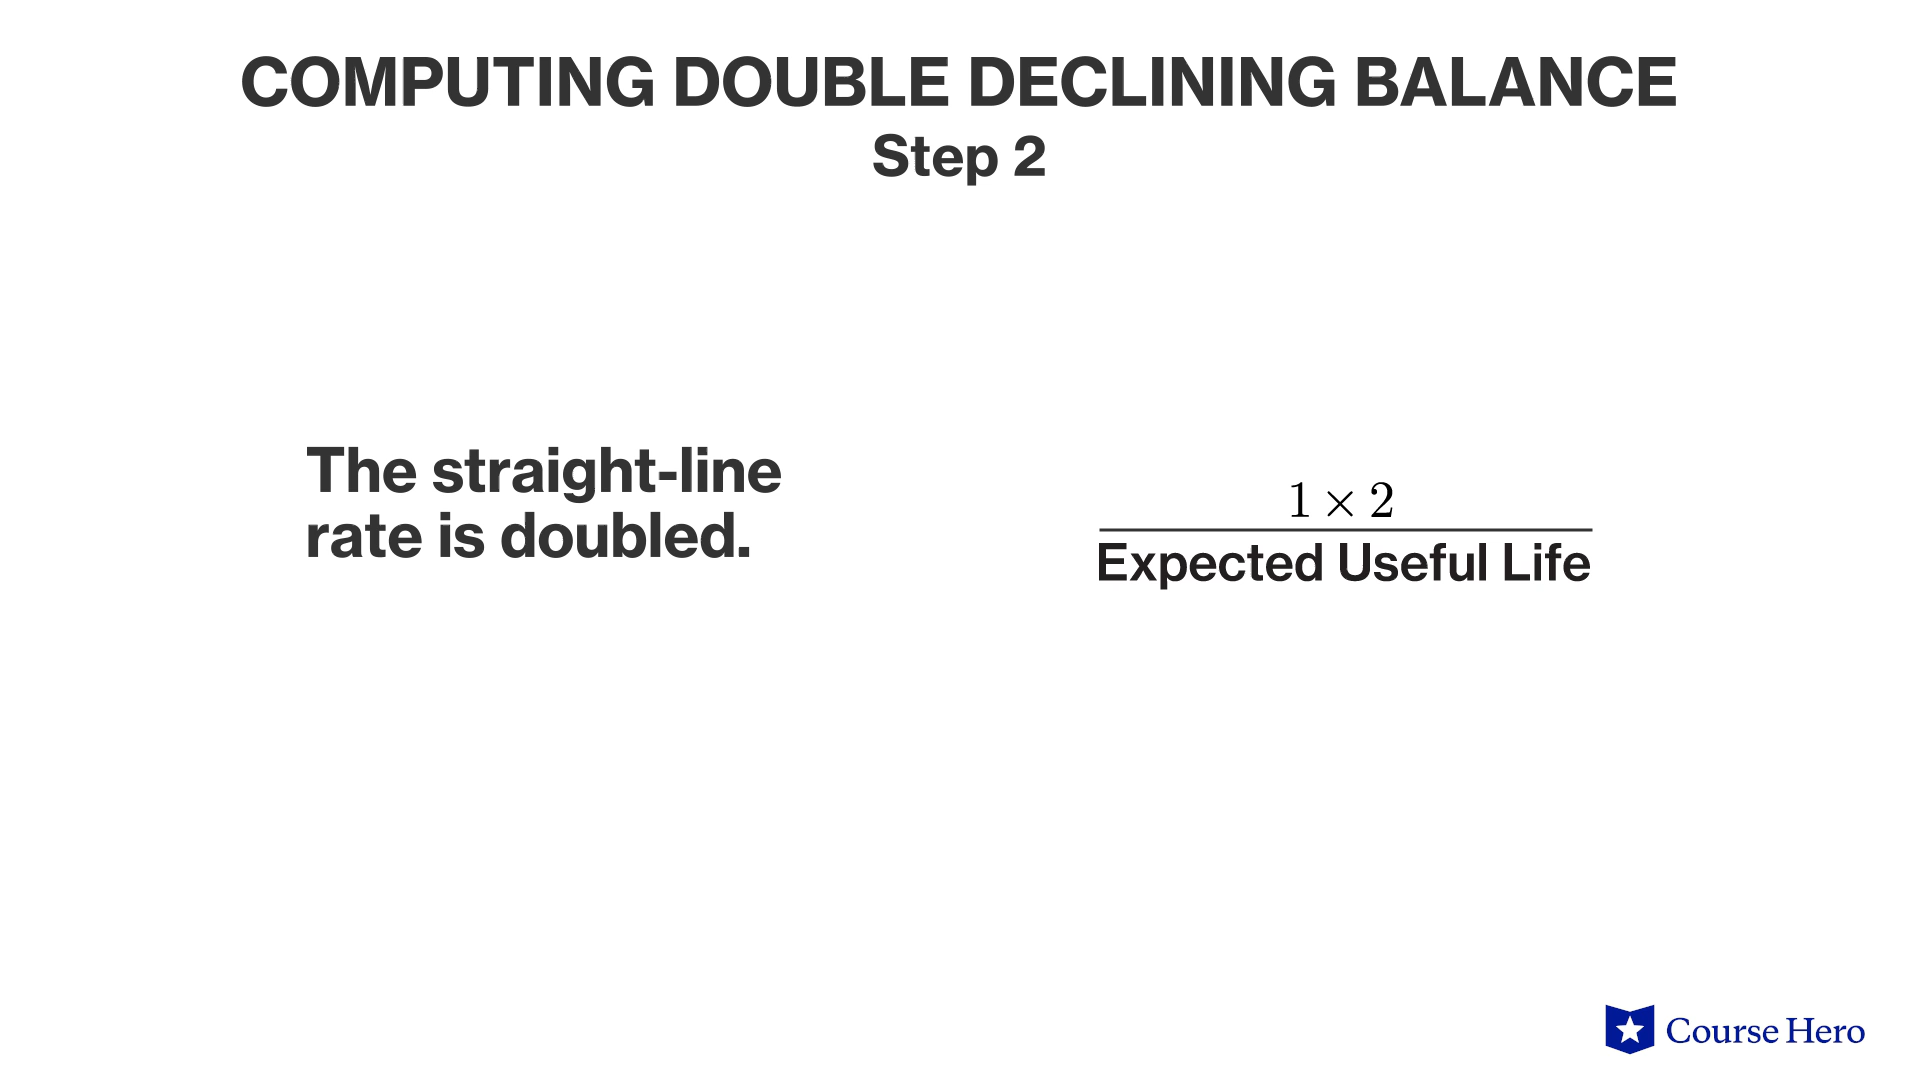 COMPUTING DOUBLE DECLINING BALANCE
Step 2
The straight-line
rate is doubled.
1 × 2
Expected Useful Life
Course Hero